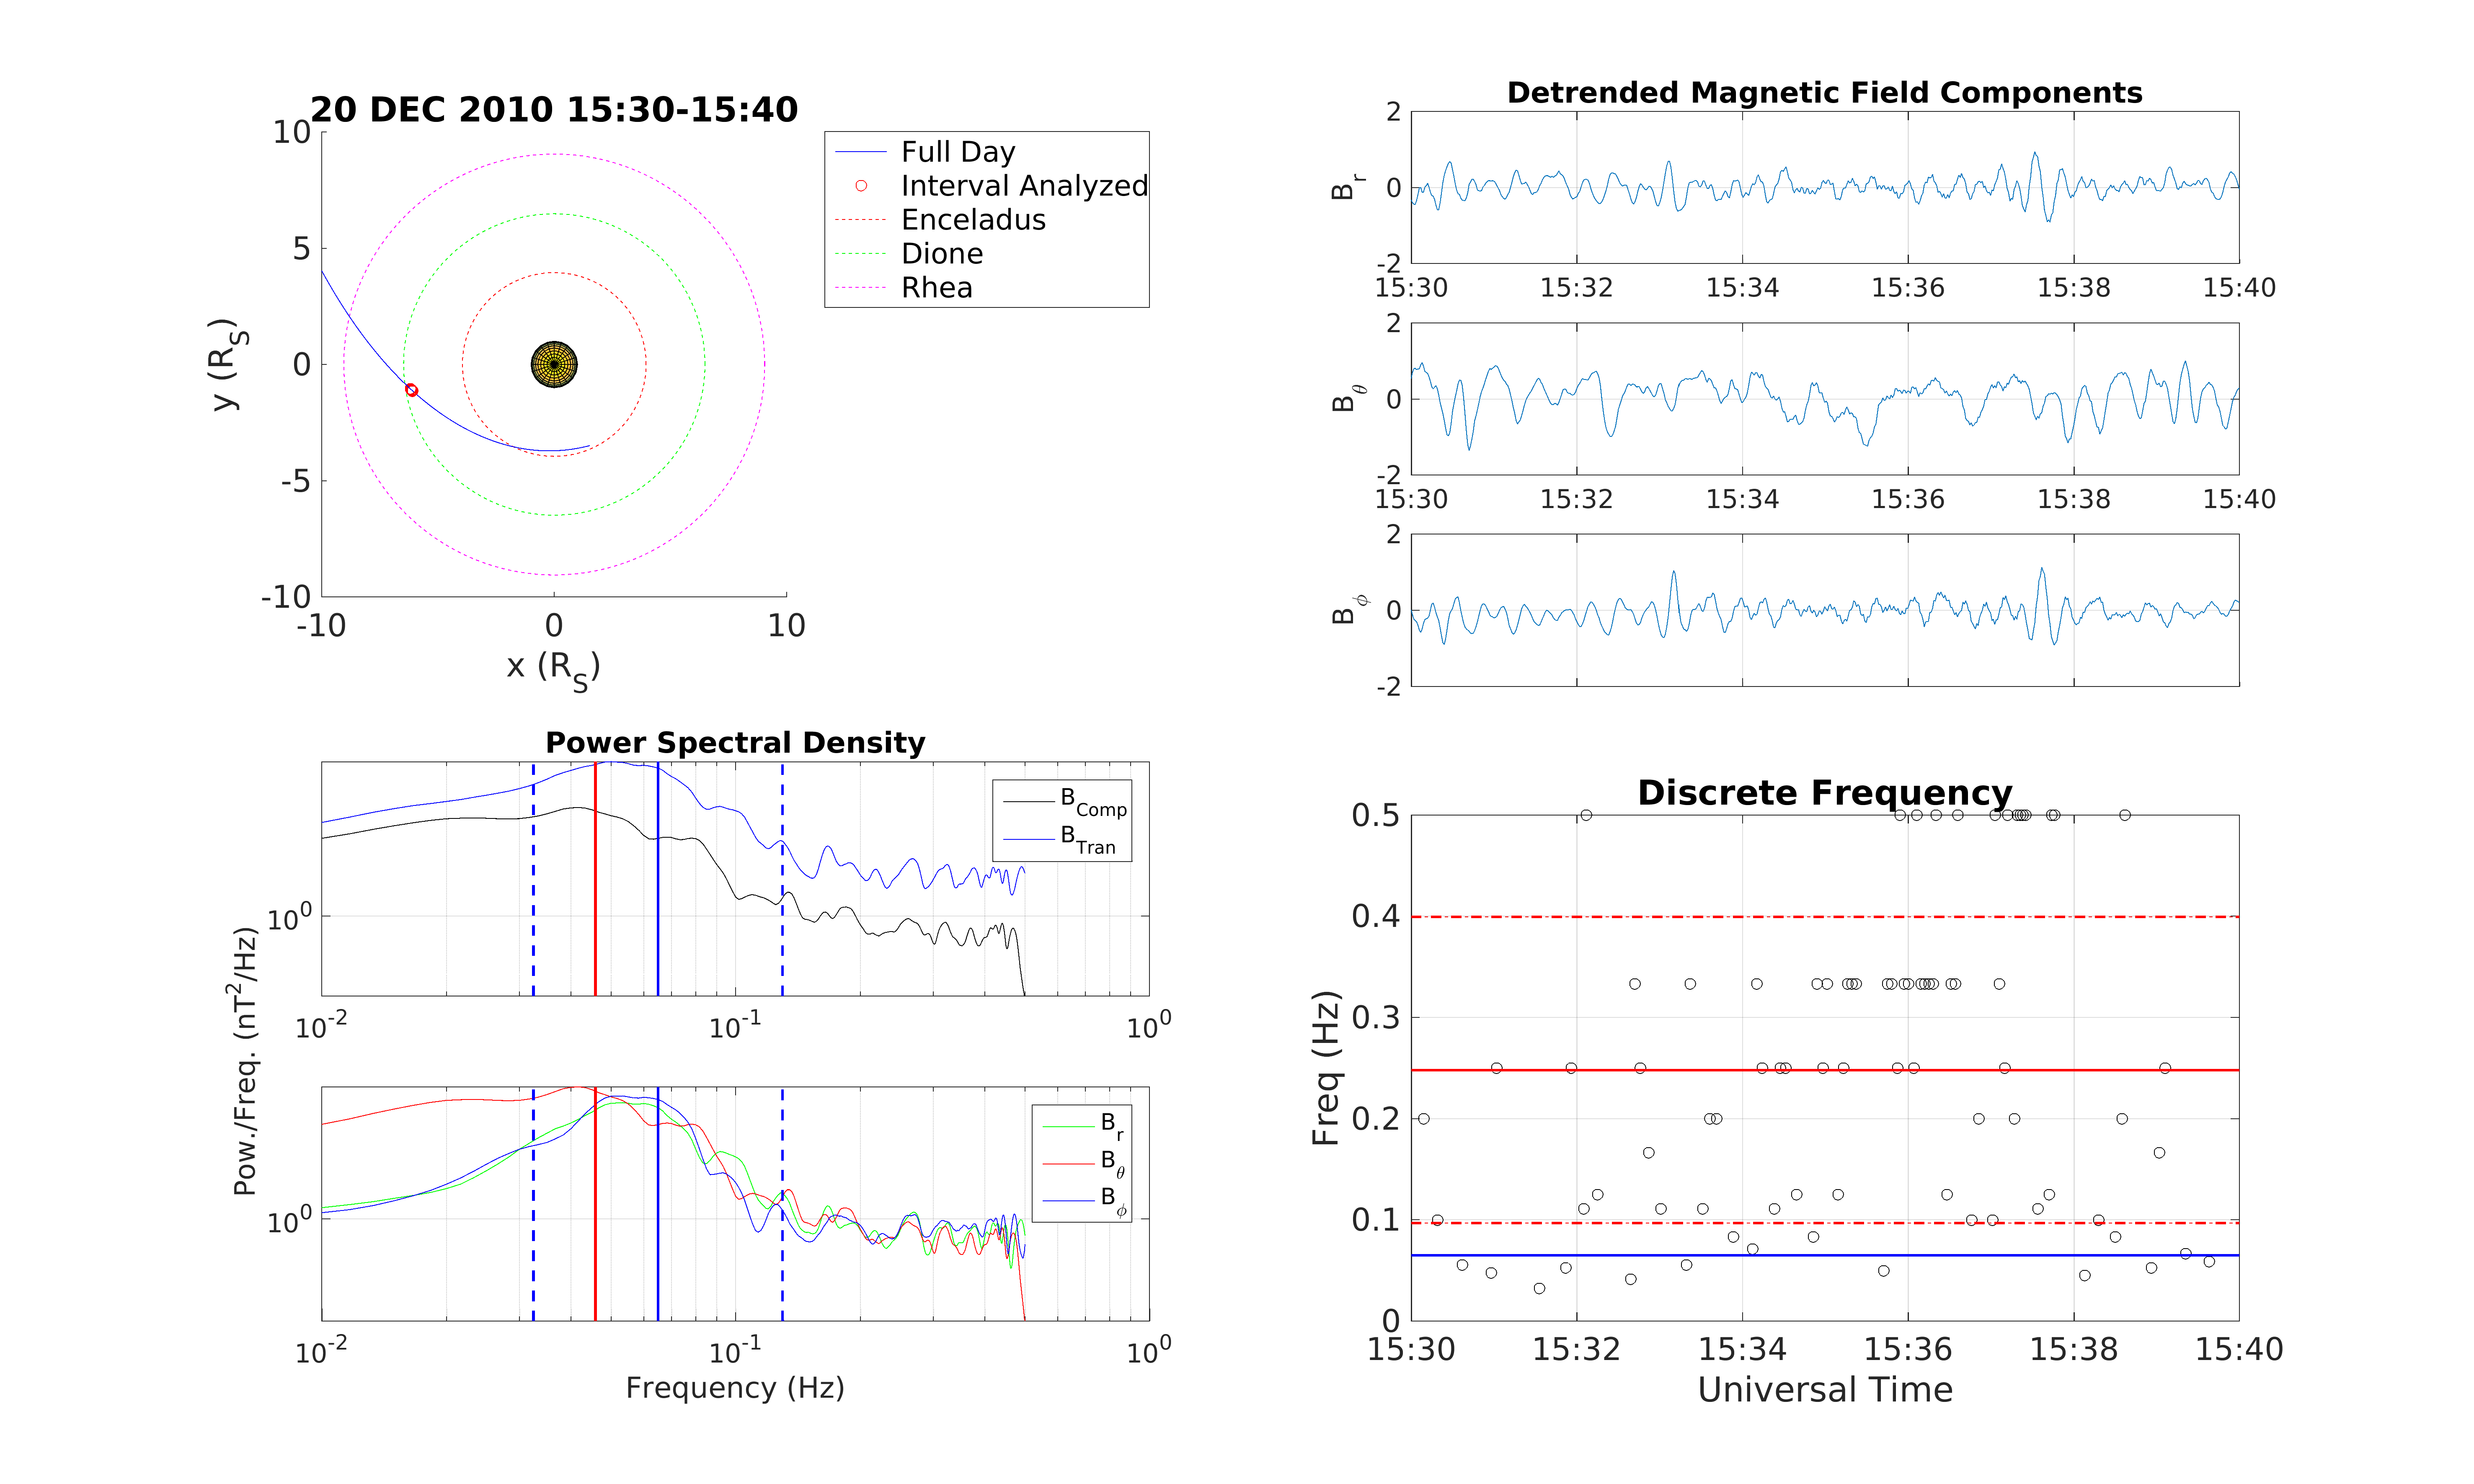 20 DEC 2010 15:30-15:40
10
5
0
-5
-10
-10 0 10
y (R_S)
x (R_S)
Full Day
Interval Analyzed
Enceladus
Dione
Rhea
Detrended Magnetic Field Components
2
0
-2
B_r
15:30 15:32 15:34 15:36 15:38 15:40
2
0
-2
B_θ
15:30 15:32 15:34 15:36 15:38 15:40
2
0
-2
B_ϕ
Power Spectral Density
B_Comp
B_Tran
10^0
10^-2 10^-1 10^0
Pow./Freq. (nT^2/Hz)
B_r
B_θ
B_ϕ
10^0
10^-2 10^-1 10^0
Frequency (Hz)
Discrete Frequency
0.5
0.4
0.3
0.2
0.1
0
Freq (Hz)
15:30 15:32 15:34 15:36 15:38 15:40
Universal Time